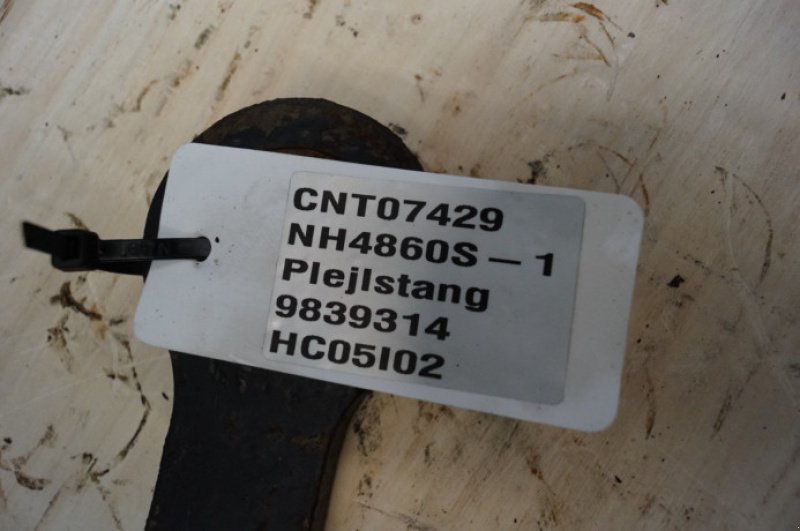 CNT07429
NH4860S – 1
Plejlstang
9839314
HC05I02